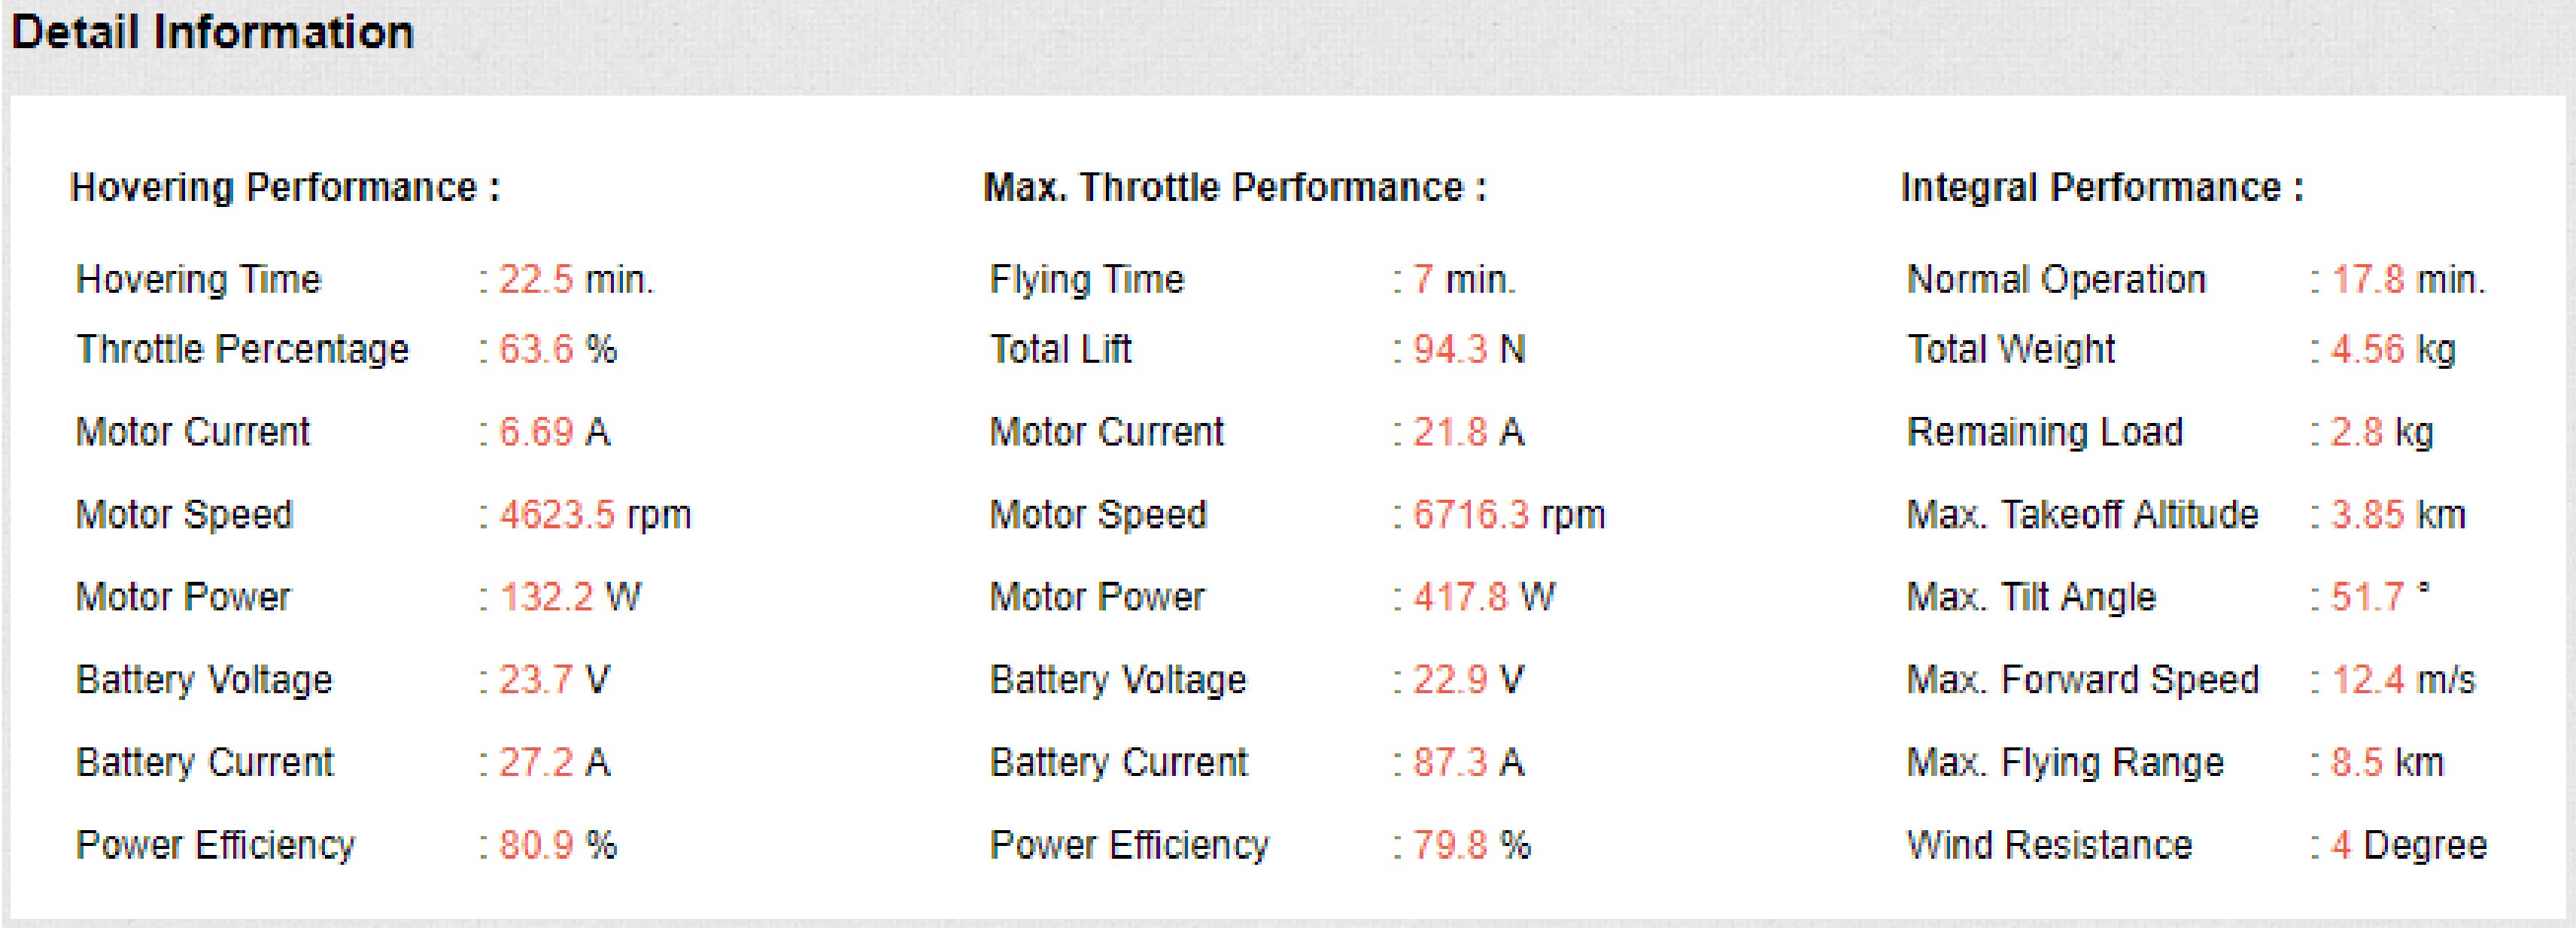 Detail Information
Hovering Performance :
Hovering Time : 22.5 min.
Throttle Percentage : 63.6 %
Motor Current : 6.69 A
Motor Speed : 4623.5 rpm
Motor Power : 132.2 W
Battery Voltage : 23.7 V
Battery Current : 27.2 A
Power Efficiency : 80.9 %
Max. Throttle Performance :
Flying Time : 7 min.
Total Lift : 94.3 N
Motor Current : 21.8 A
Motor Speed : 6716.3 rpm
Motor Power : 417.8 W
Battery Voltage : 22.9 V
Battery Current : 87.3 A
Power Efficiency : 79.8 %
Integral Performance :
Normal Operation : 17.8 min.
Total Weight : 4.56 kg
Remaining Load : 2.8 kg
Max. Takeoff Altitude : 3.85 km
Max. Tilt Angle : 51.7 °
Max. Forward Speed : 12.4 m/s
Max. Flying Range : 8.5 km
Wind Resistance : 4 Degree